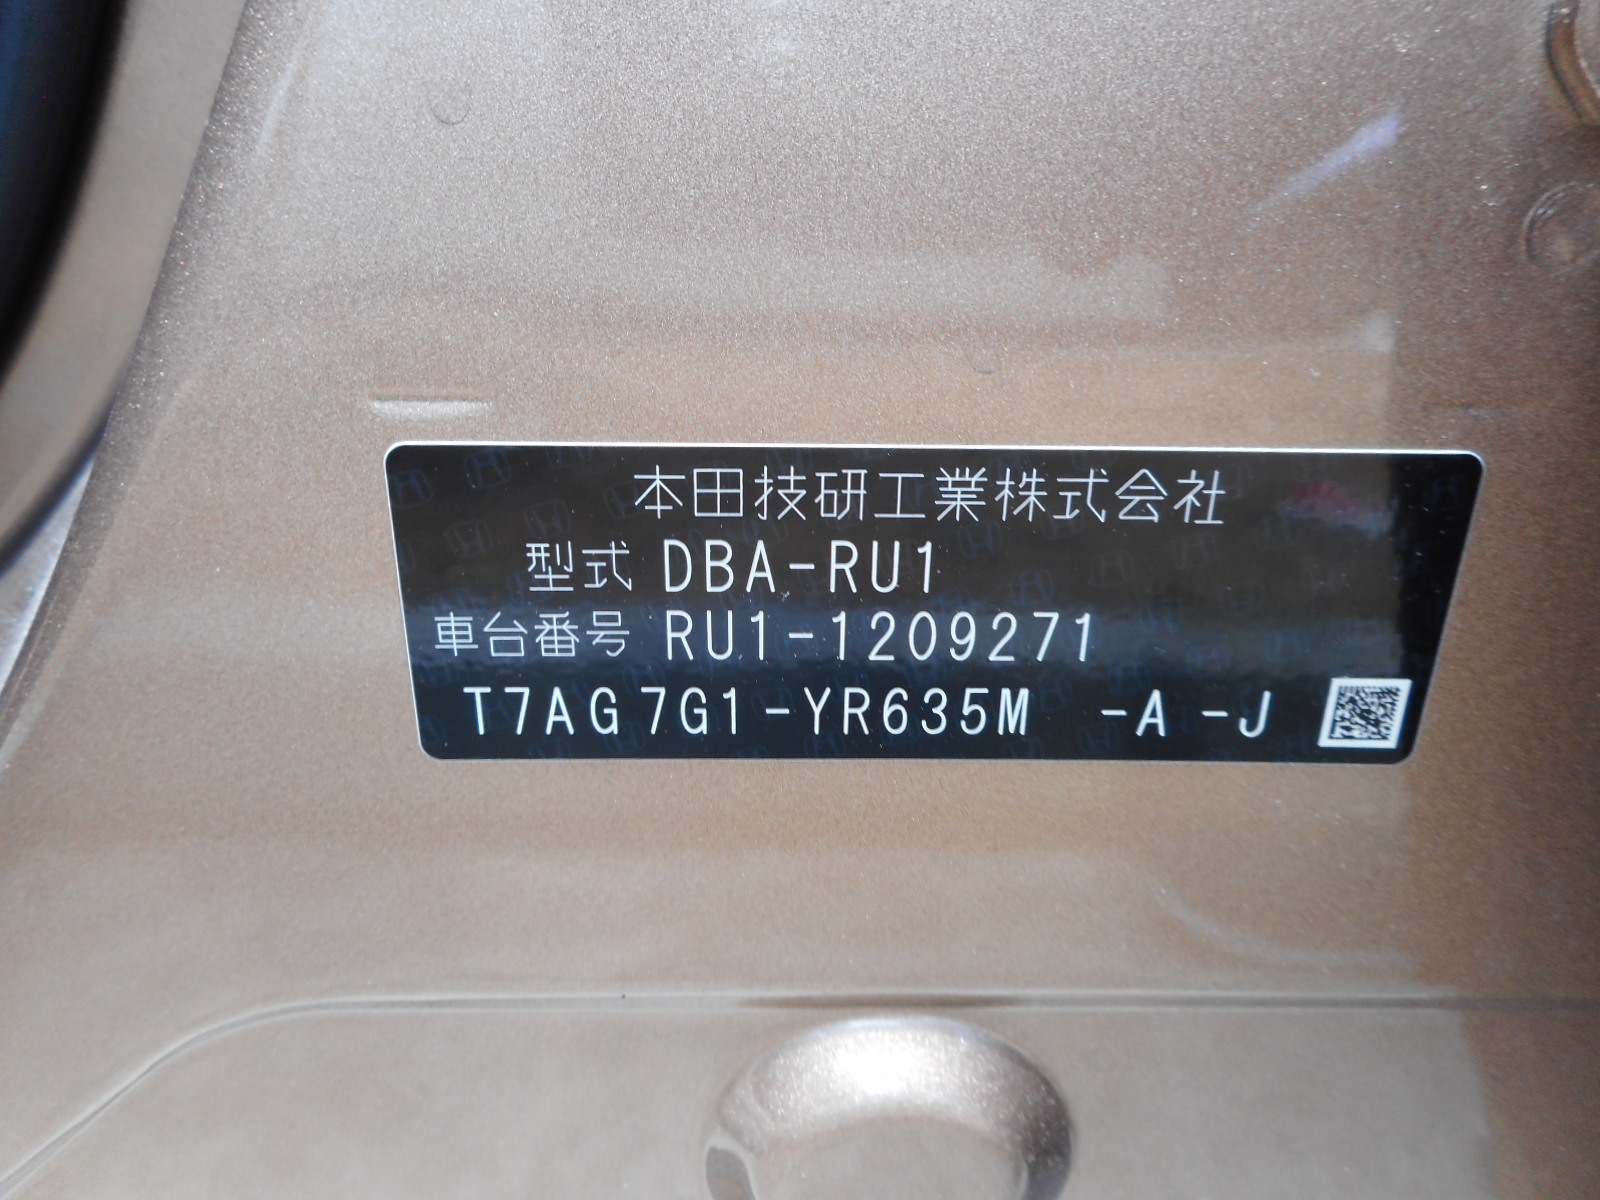 本田技研工業株式会社
型式 DBA-RU1
車台番号 RU1-1209271
T7AG7G1-YR635M -A-J